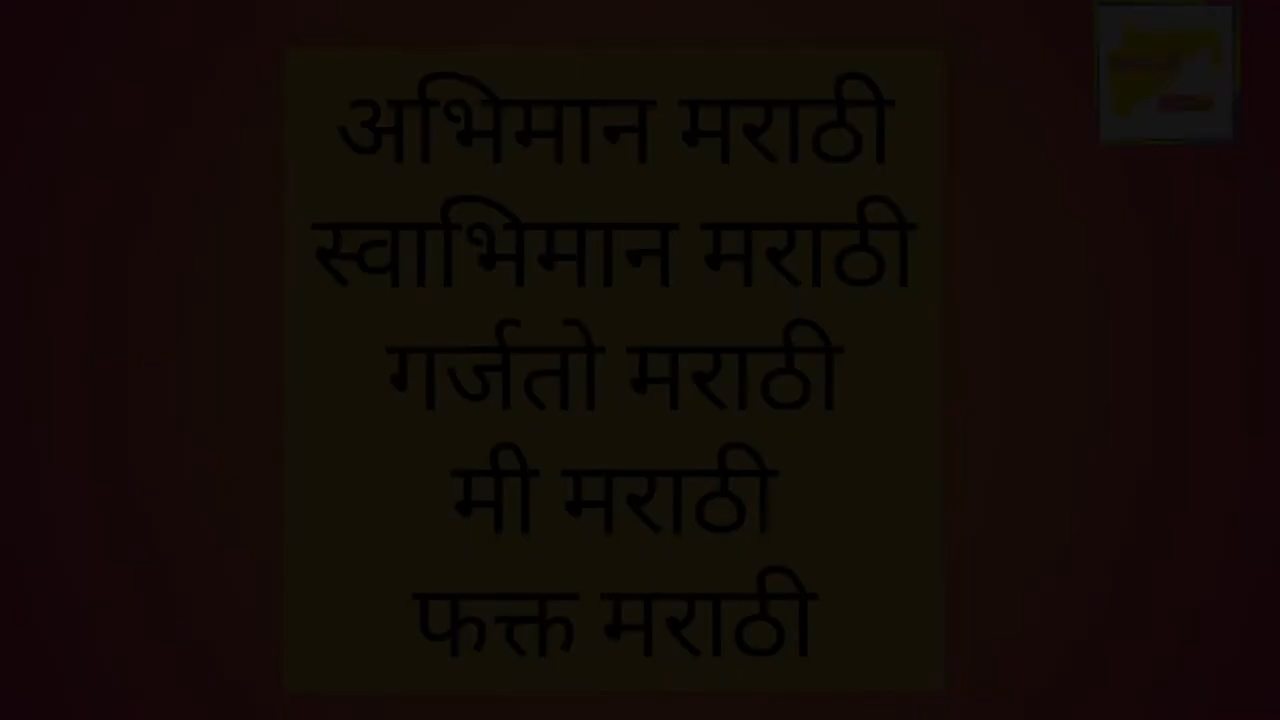 अभिमान मराठी
स्वाभिमान मराठी
गर्जतो मराठी
मी मराठी
फक्त मराठी